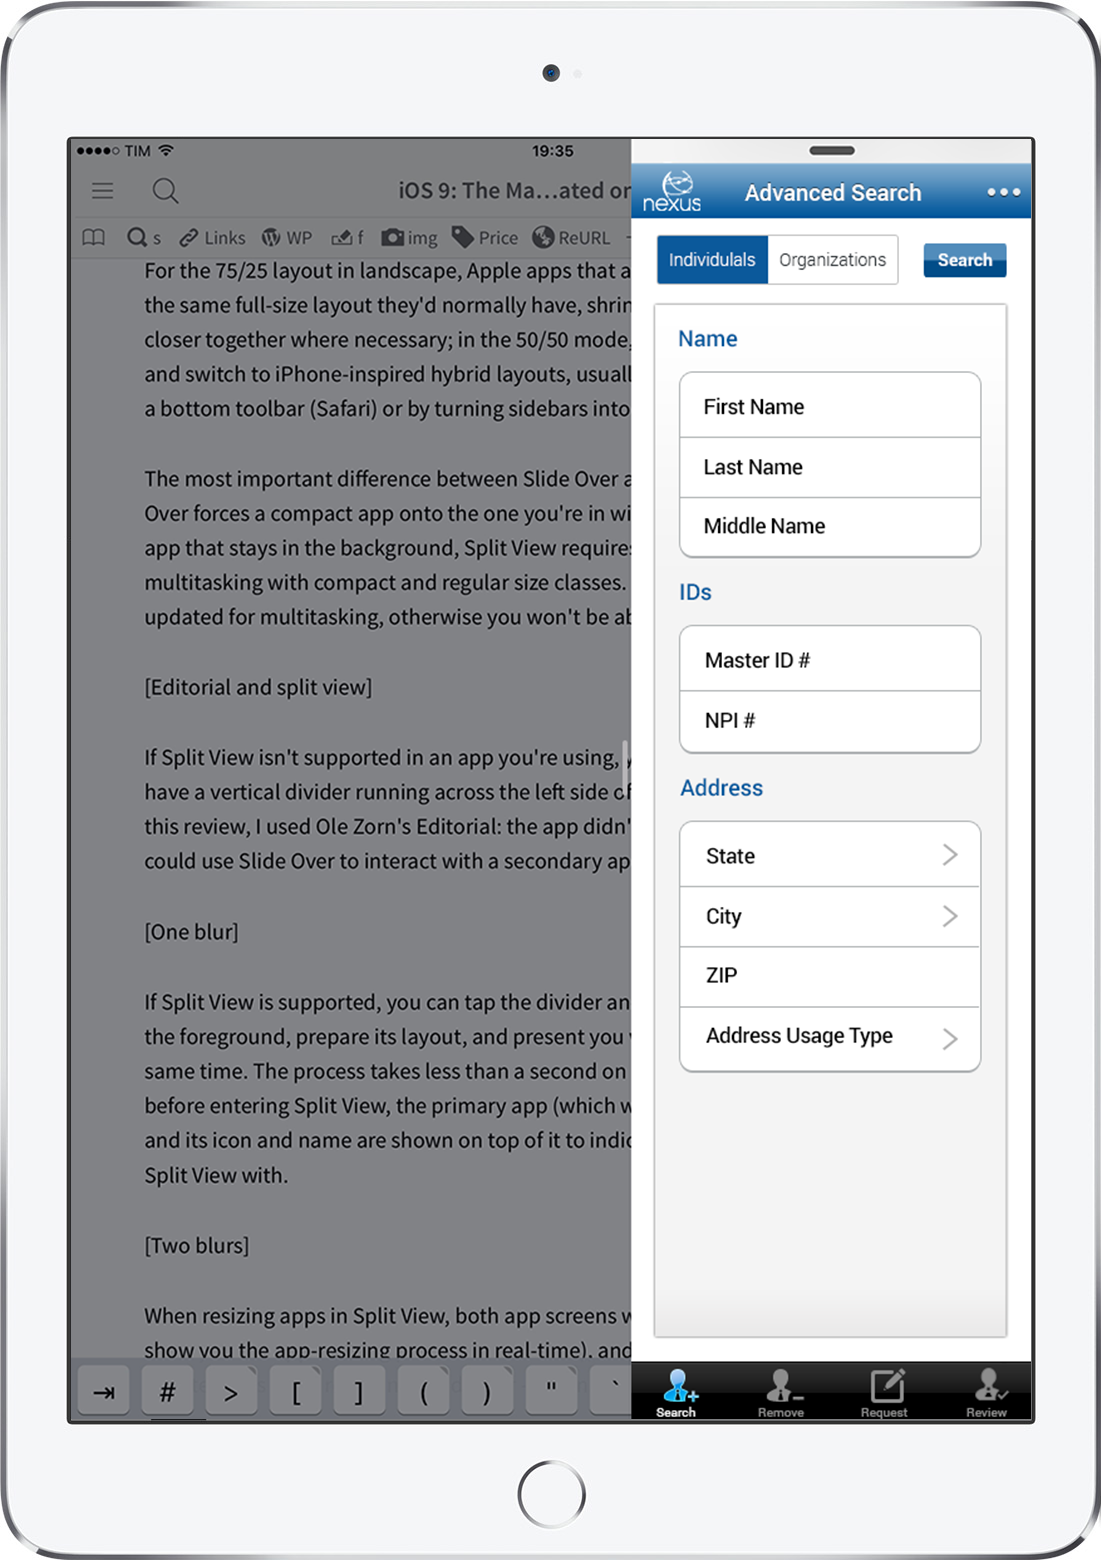 TIM
19:35
iOS 9: The Ma...ated or
s
Links
WP
f
img
Price
ReURL
For the 75/25 layout in landscape, Apple apps that a
the same full-size layout they'd normally have, shrin
closer together where necessary; in the 50/50 mode,
and switch to iPhone-inspired hybrid layouts, usuall
a bottom toolbar (Safari) or by turning sidebars into
The most important difference between Slide Over a
Over forces a compact app onto the one you're in wi
app that stays in the background, Split View require
multitasking with compact and regular size classes.
updated for multitasking, otherwise you won't be ab
[Editorial and split view]
If Split View isn't supported in an app you're using, y
have a vertical divider running across the left side of
this review, I used Ole Zorn's Editorial: the app didn'
could use Slide Over to interact with a secondary ap
[One blur]
If Split View is supported, you can tap the divider an
the foreground, prepare its layout, and present you w
same time. The process takes less than a second on
before entering Split View, the primary app (which w
and its icon and name are shown on top of it to indic
Split View with.
[Two blurs]
When resizing apps in Split View, both app screens w
show you the app-resizing process in real-time), and
# > [ ] ( ) " `
nexus
Advanced Search
Individulals
Organizations
Search
Name
First Name
Last Name
Middle Name
IDs
Master ID #
NPI #
Address
State
City
ZIP
Address Usage Type
Search
Remove
Request
Review